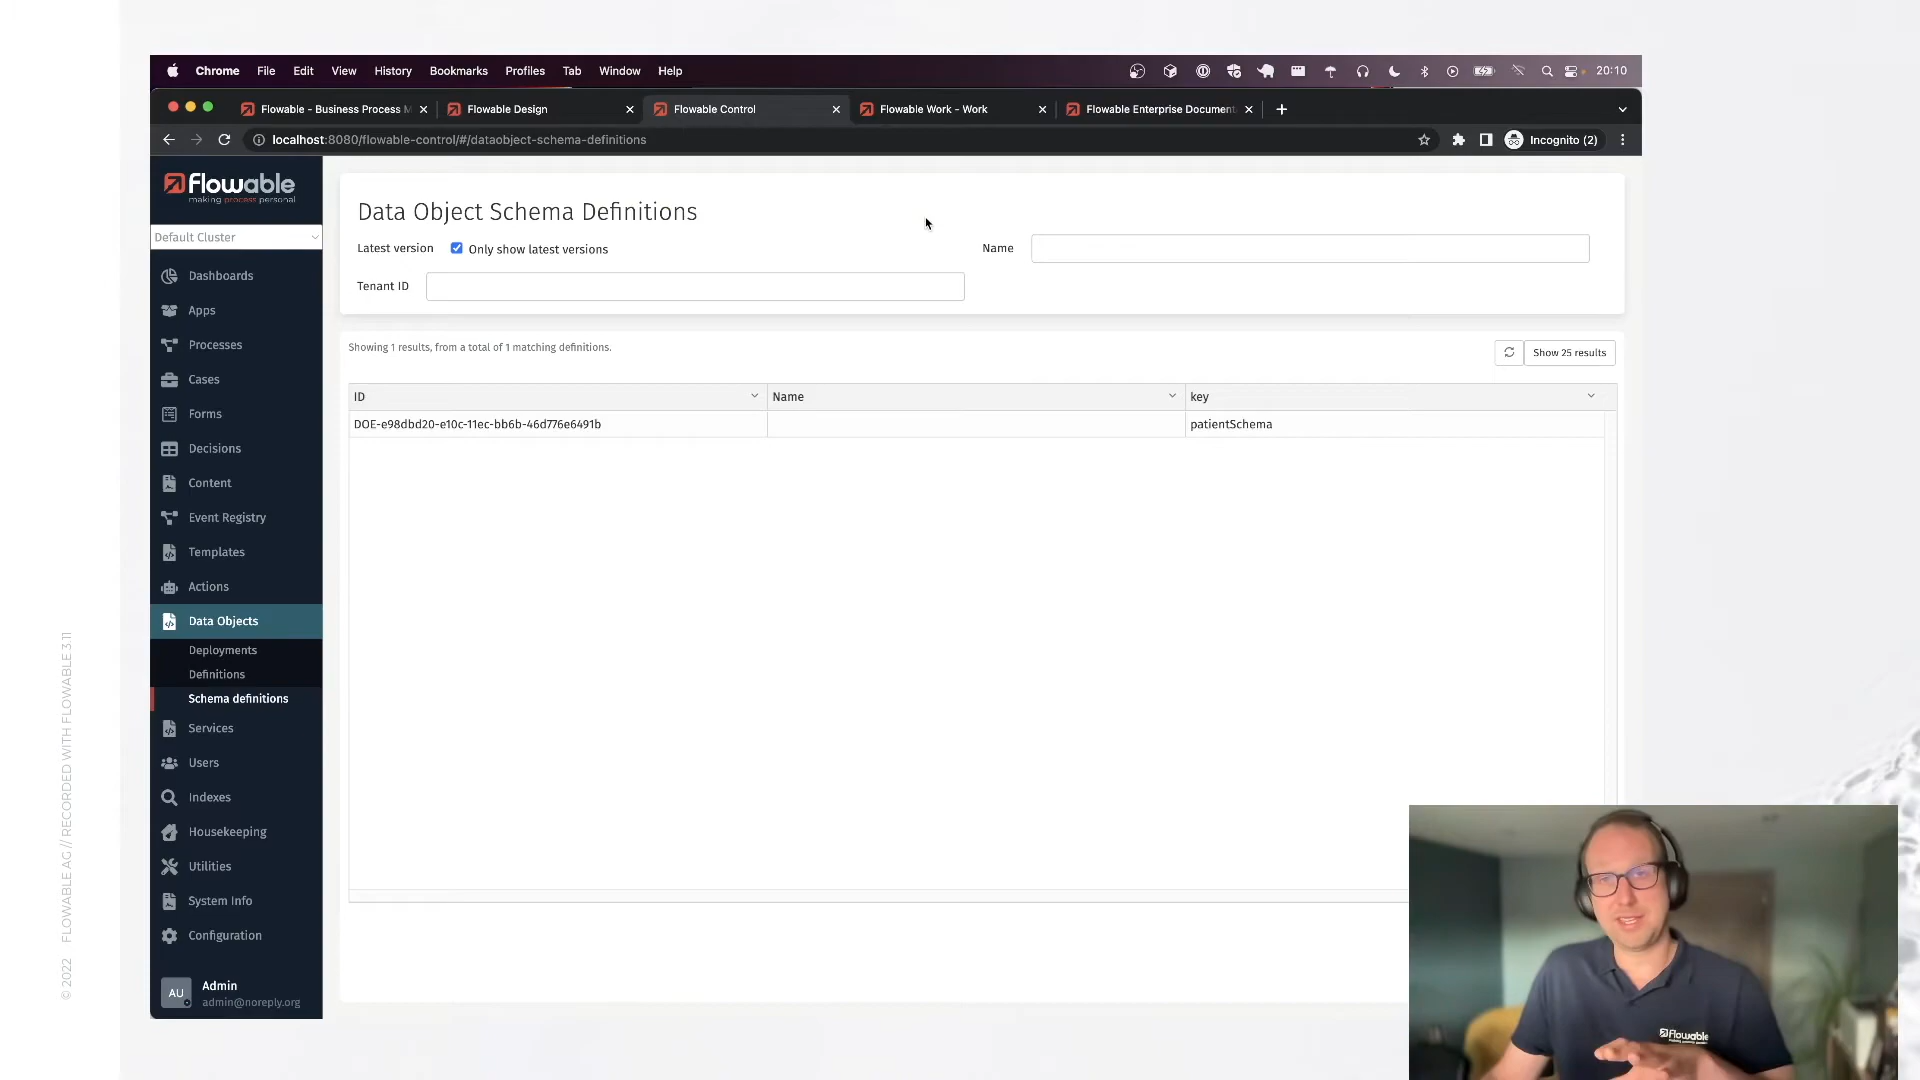 Chrome File Edit View History Bookmarks Profiles Tab Window Help 20:10
Flowable - Business Process M Flowable Design Flowable Control Flowable Work - Work Flowable Enterprise Document
localhost:8080/flowable-control/#/dataobject-schema-definitions Incognito (2)
flowable
making process personal
Default Cluster
Dashboards
Apps
Processes
Cases
Forms
Decisions
Content
Event Registry
Templates
Actions
Data Objects
Deployments
Definitions
Schema definitions
Services
Users
Indexes
Housekeeping
Utilities
System Info
Configuration
AU Admin
admin@noreply.org
Data Object Schema Definitions
Latest version Only show latest versions Name
Tenant ID
Showing 1 results, from a total of 1 matching definitions.
Show 25 results
ID Name key
DOE-e98dbd20-e10c-11ec-bb6b-46d776e6491b patientSchema
© 2022 FLOWABLE AG // RECORDED WITH FLOWABLE 3.11
flowable